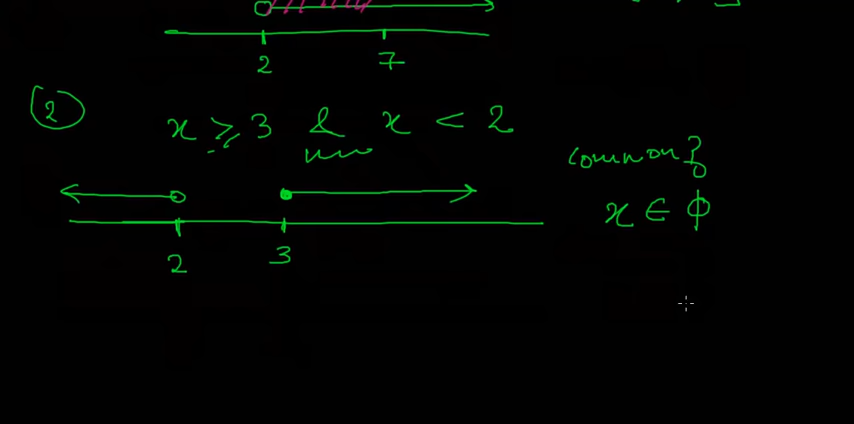 2 7
2 x ≥ 3 & x < 2
common?
x ∈ ϕ
2 3